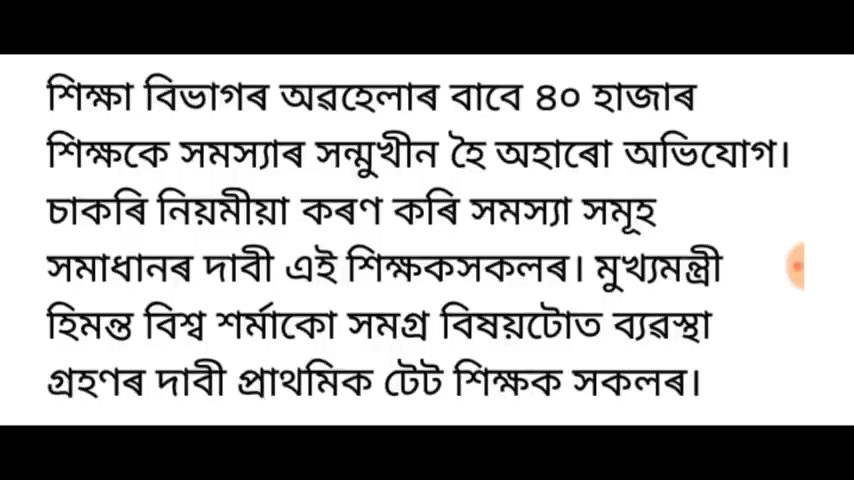 শিক্ষা বিভাগৰ অৱহেলাৰ বাবে ৪০ হাজাৰ
শিক্ষকে সমস্যাৰ সন্মুখীন হৈ অহাৰো অভিযোগ।
চাকৰি নিয়মীয়া কৰণ কৰি সমস্যা সমূহ
সমাধানৰ দাবী এই শিক্ষকসকলৰ। মুখ্যমন্ত্ৰী
হিমন্ত বিশ্ব শৰ্মাকো সমগ্ৰ বিষয়টোত ব্যৱস্থা
গ্ৰহণৰ দাবী প্ৰাথমিক টেট শিক্ষক সকলৰ।